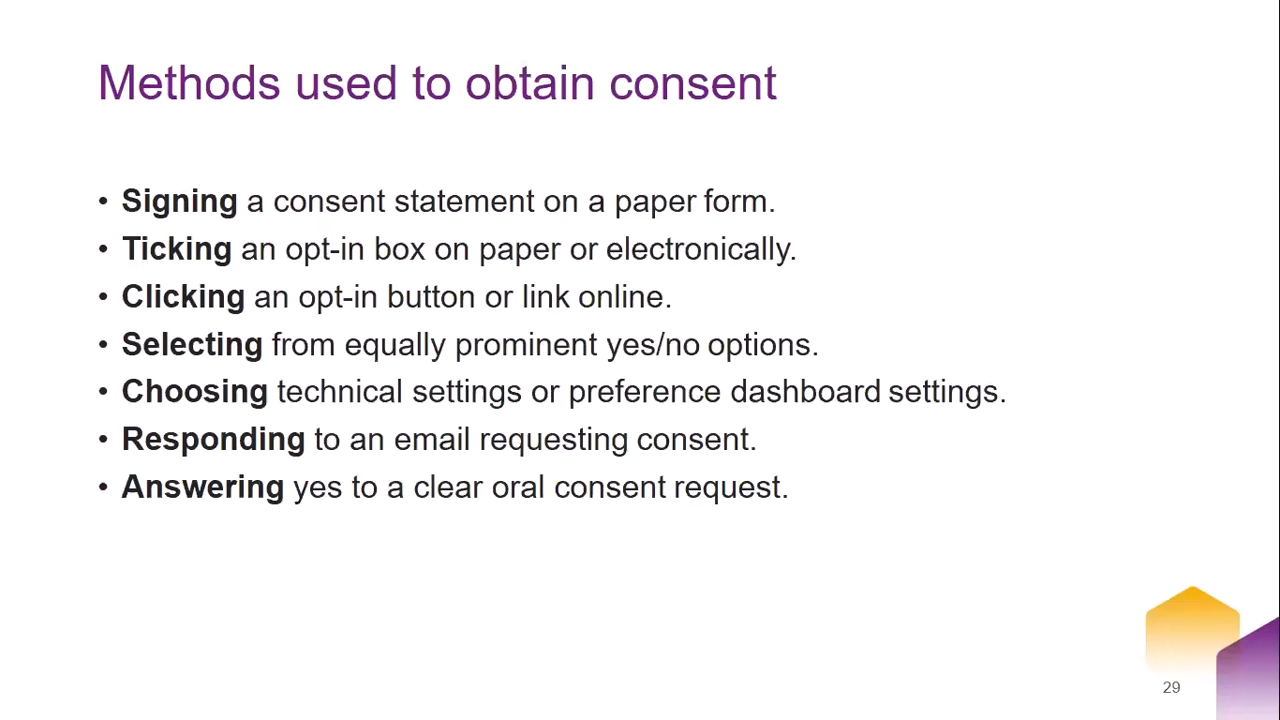 Methods used to obtain consent
• Signing a consent statement on a paper form.
• Ticking an opt-in box on paper or electronically.
• Clicking an opt-in button or link online.
• Selecting from equally prominent yes/no options.
• Choosing technical settings or preference dashboard settings.
• Responding to an email requesting consent.
• Answering yes to a clear oral consent request.
29